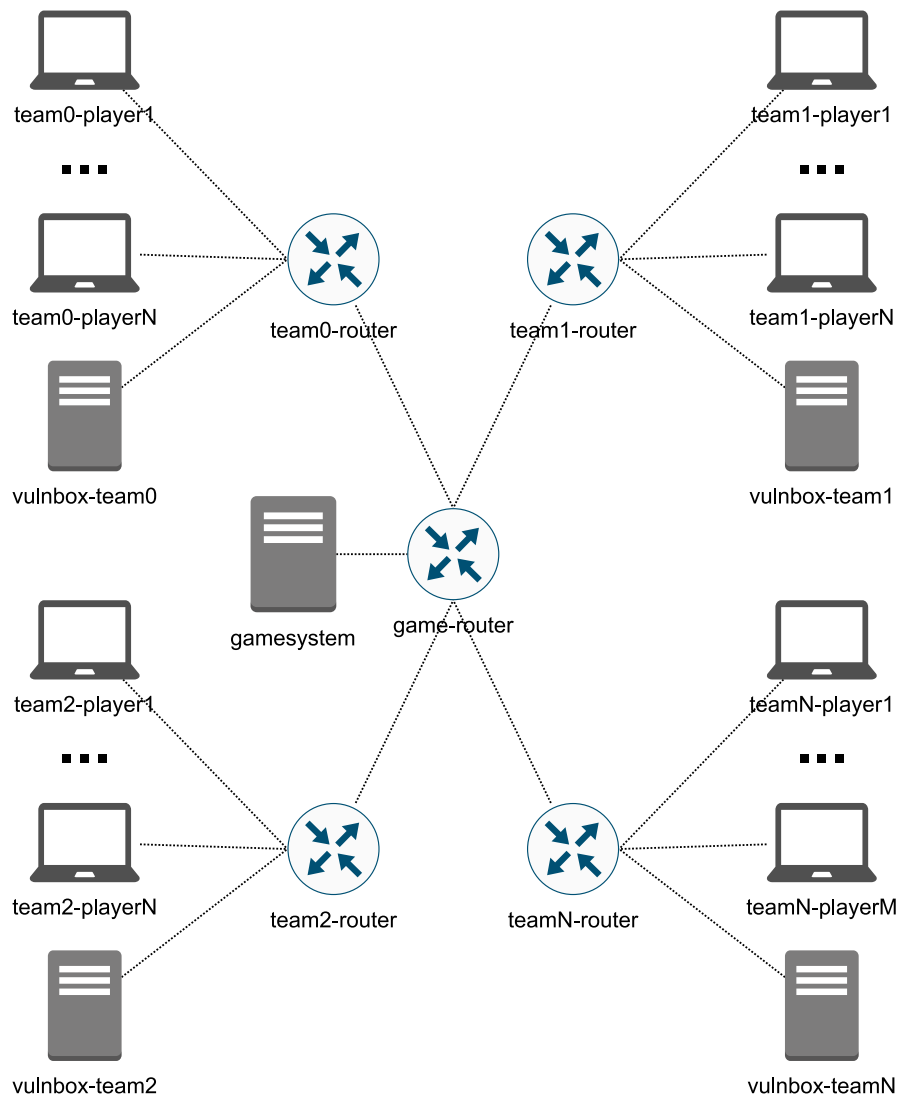 team0-player1
team1-player1
team0-playerN
team1-playerN
team0-router
team1-router
vulnbox-team0
vulnbox-team1
gamesystem
game-router
team2-player1
teamN-player1
team2-playerN
teamN-playerM
team2-router
teamN-router
vulnbox-team2
vulnbox-teamN